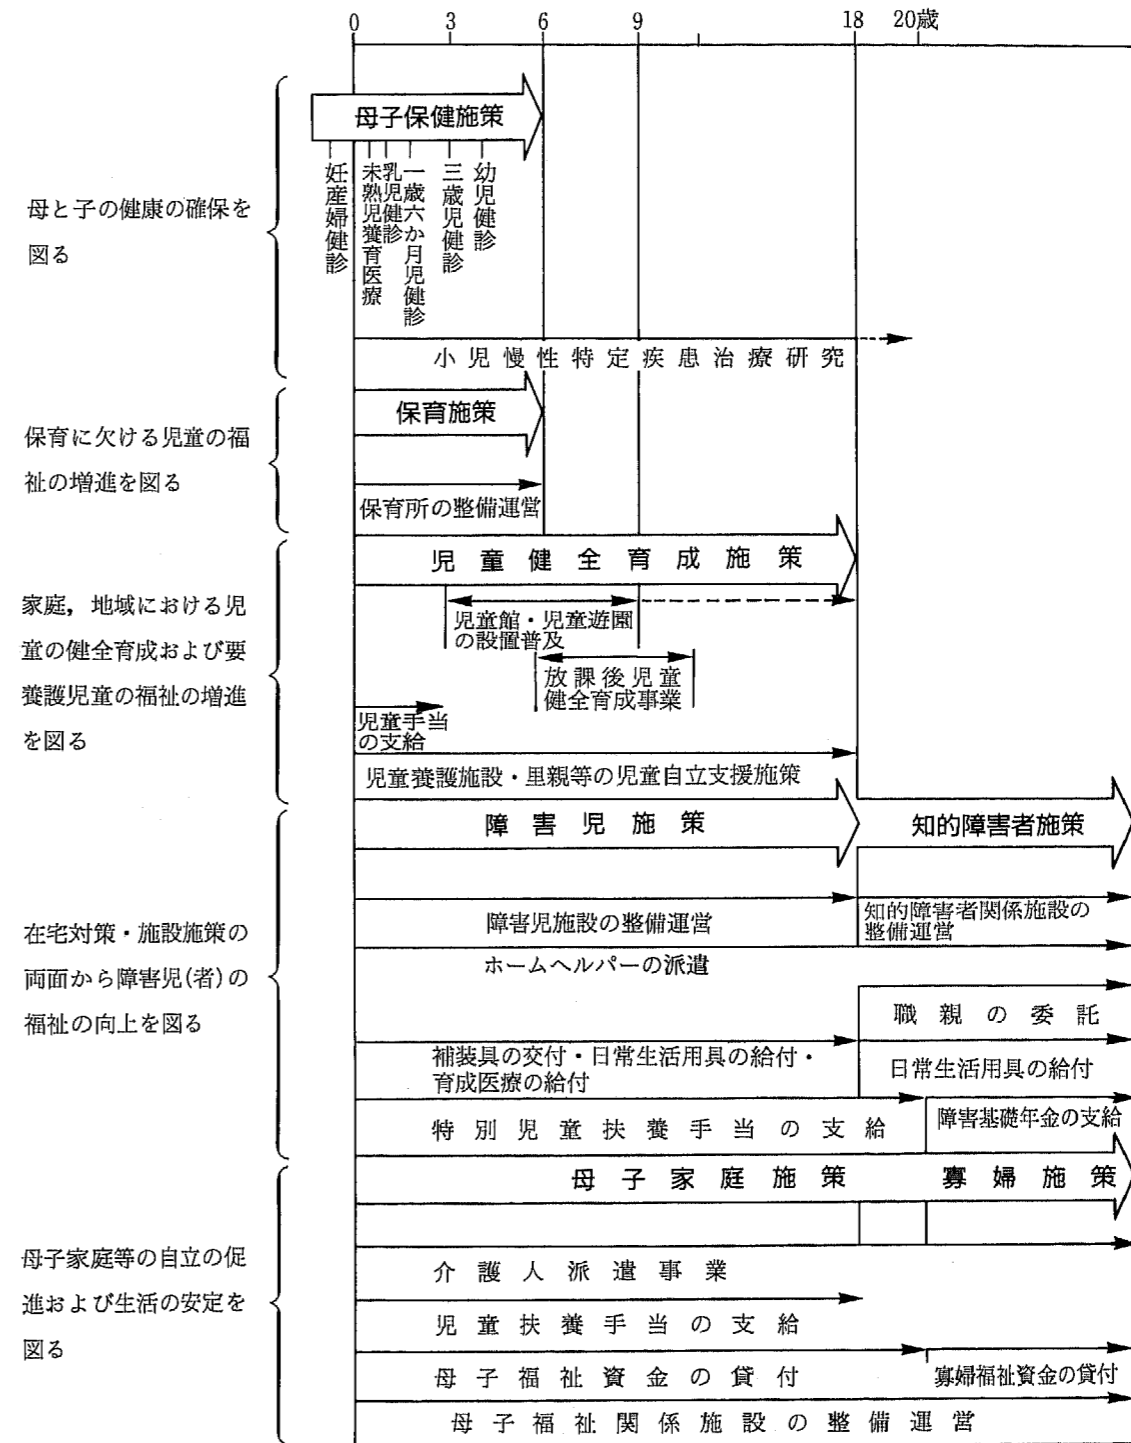 0 3 6 9 18 20歳
母と子の健康の確保を
図る
母子保健施策
妊産婦健診
未熟児養育医療
乳児健診
一歳六か月児健診
三歳児健診
幼児健診
小児慢性特定疾患治療研究
保育に欠ける児童の福
祉の増進を図る
保育施策
保育所の整備運営
家庭，地域における児
童の健全育成および要
養護児童の福祉の増進
を図る
児童健全育成施策
児童館・児童遊園
の設置普及
放課後児童
健全育成事業
児童手当
の支給
児童養護施設・里親等の児童自立支援施策
在宅対策・施設施策の
両面から障害児(者)の
福祉の向上を図る
障害児施策
知的障害者施策
障害児施設の整備運営
知的障害者関係施設の
整備運営
ホームヘルパーの派遣
職親の委託
補装具の交付・日常生活用具の給付・
育成医療の給付
日常生活用具の給付
特別児童扶養手当の支給
障害基礎年金の支給
母子家庭等の自立の促
進および生活の安定を
図る
母子家庭施策
寡婦施策
介護人派遣事業
児童扶養手当の支給
母子福祉資金の貸付
寡婦福祉資金の貸付
母子福祉関係施設の整備運営